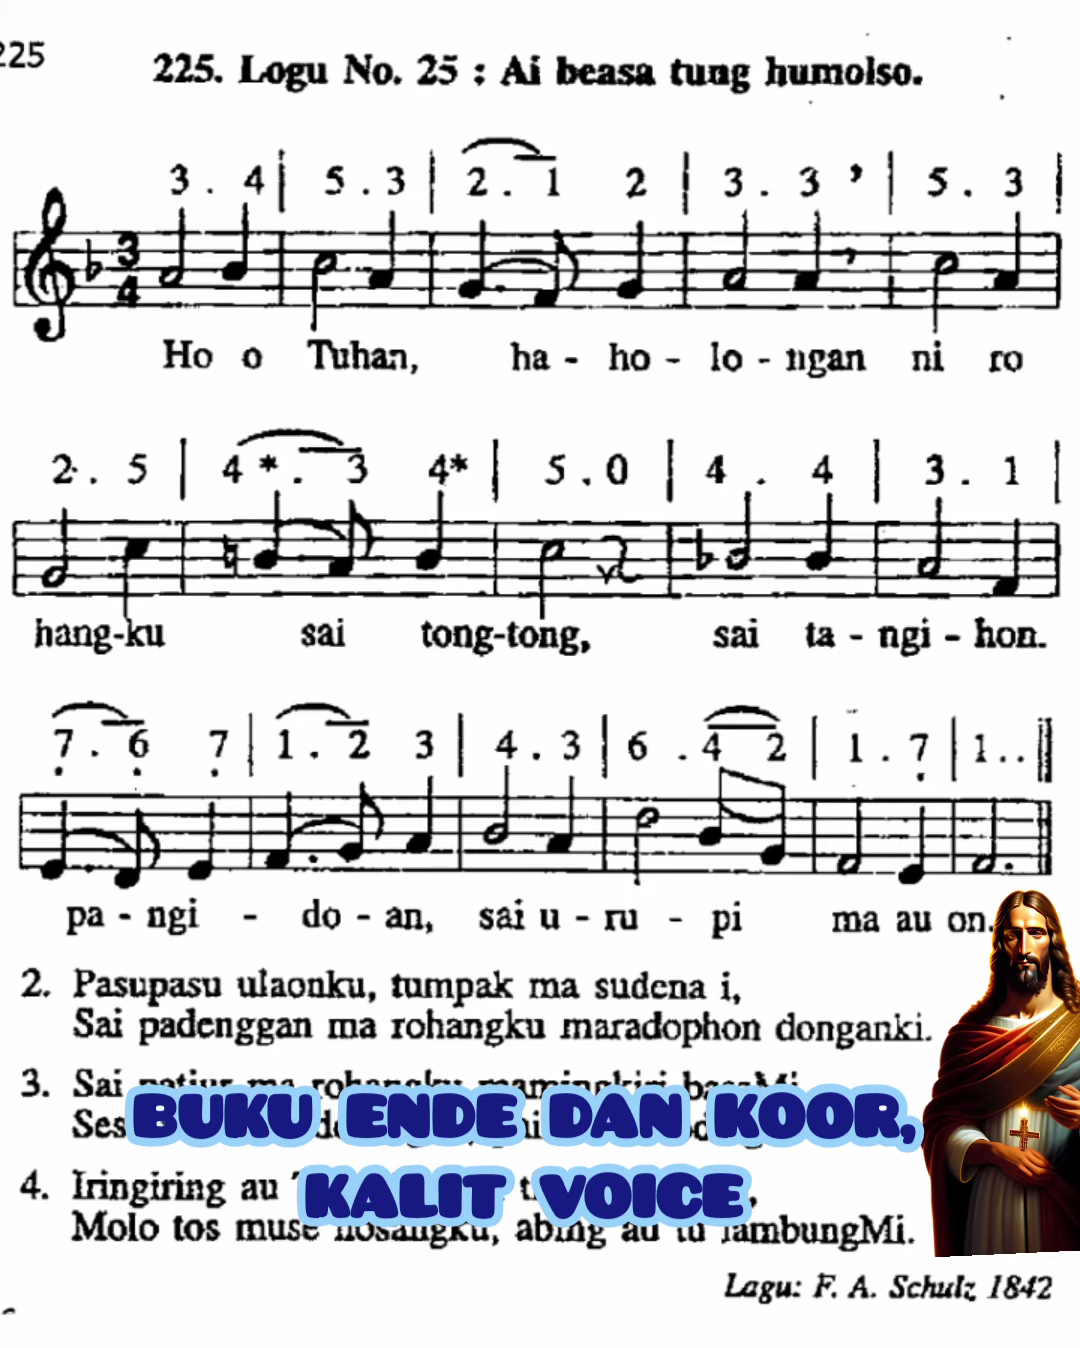 225
225. Logu No. 25 : Ai beasa tung humolso.
3 . 4 | 5 . 3 | 2 . 1 2 | 3 . 3 ’ | 5 . 3 |
3
4
Ho o Tuhan, ha - ho - lo - ngan ni ro
2 . 5 | 4 * . 3 4* | 5 . 0 | 4 . 4 | 3 . 1 |
hang-ku sai tong-tong, sai ta - ngi - hon.
7 . 6 7 | 1 . 2 3 | 4 . 3 | 6 . 4 2 | 1 . 7 | 1 . . ||
pa - ngi - do - an, sai u - ru - pi ma au on.
2. Pasupasu ulaonku, tumpak ma sudena i,
Sai padenggan ma rohangku maradophon donganki.
3. Sai rohangku
BUKU ENDE DAN KOOR,
4. Iringiring au
KALIT VOICE
Molo tos muse nosangku, abing au tu lambungMi.
Lagu: F. A. Schulz 1842